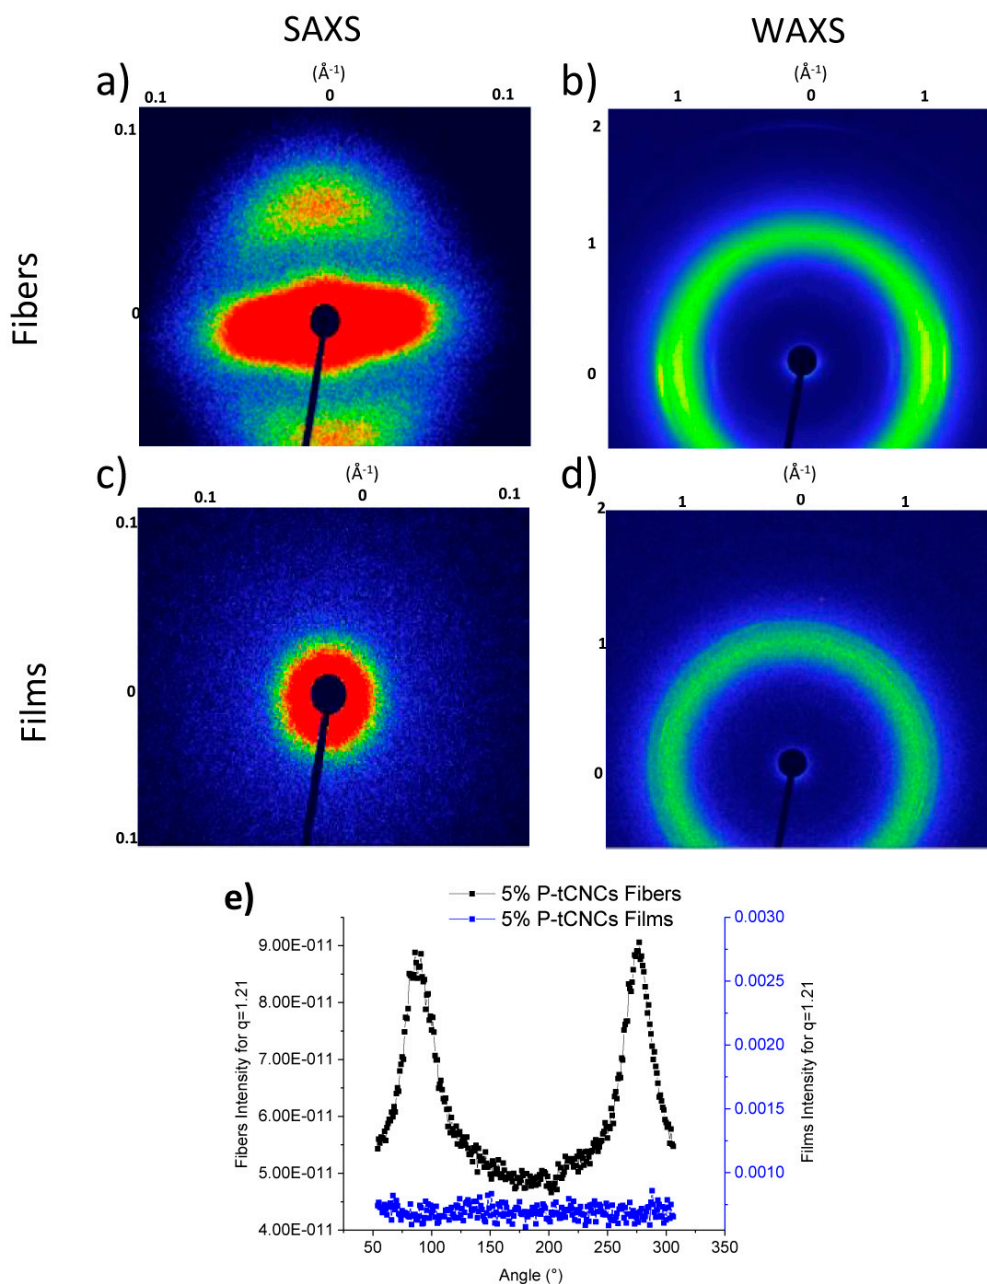 SAXS
WAXS
Fibers
Films
a)
(Å⁻¹)
0.1
0
0.1
0.1
0
b)
(Å⁻¹)
1
0
1
2
1
0
c)
(Å⁻¹)
0.1
0
0.1
0.1
0
0.1
d)
(Å⁻¹)
1
0
1
2
1
0
e)
5% P-tCNCs Fibers
5% P-tCNCs Films
Fibers Intensity for q=1.21
9.00E-011
8.00E-011
7.00E-011
6.00E-011
5.00E-011
4.00E-011
0.0030
0.0025
0.0020
0.0015
0.0010
Films Intensity for q=1.21
50 100 150 200 250 300 350
Angle (°)